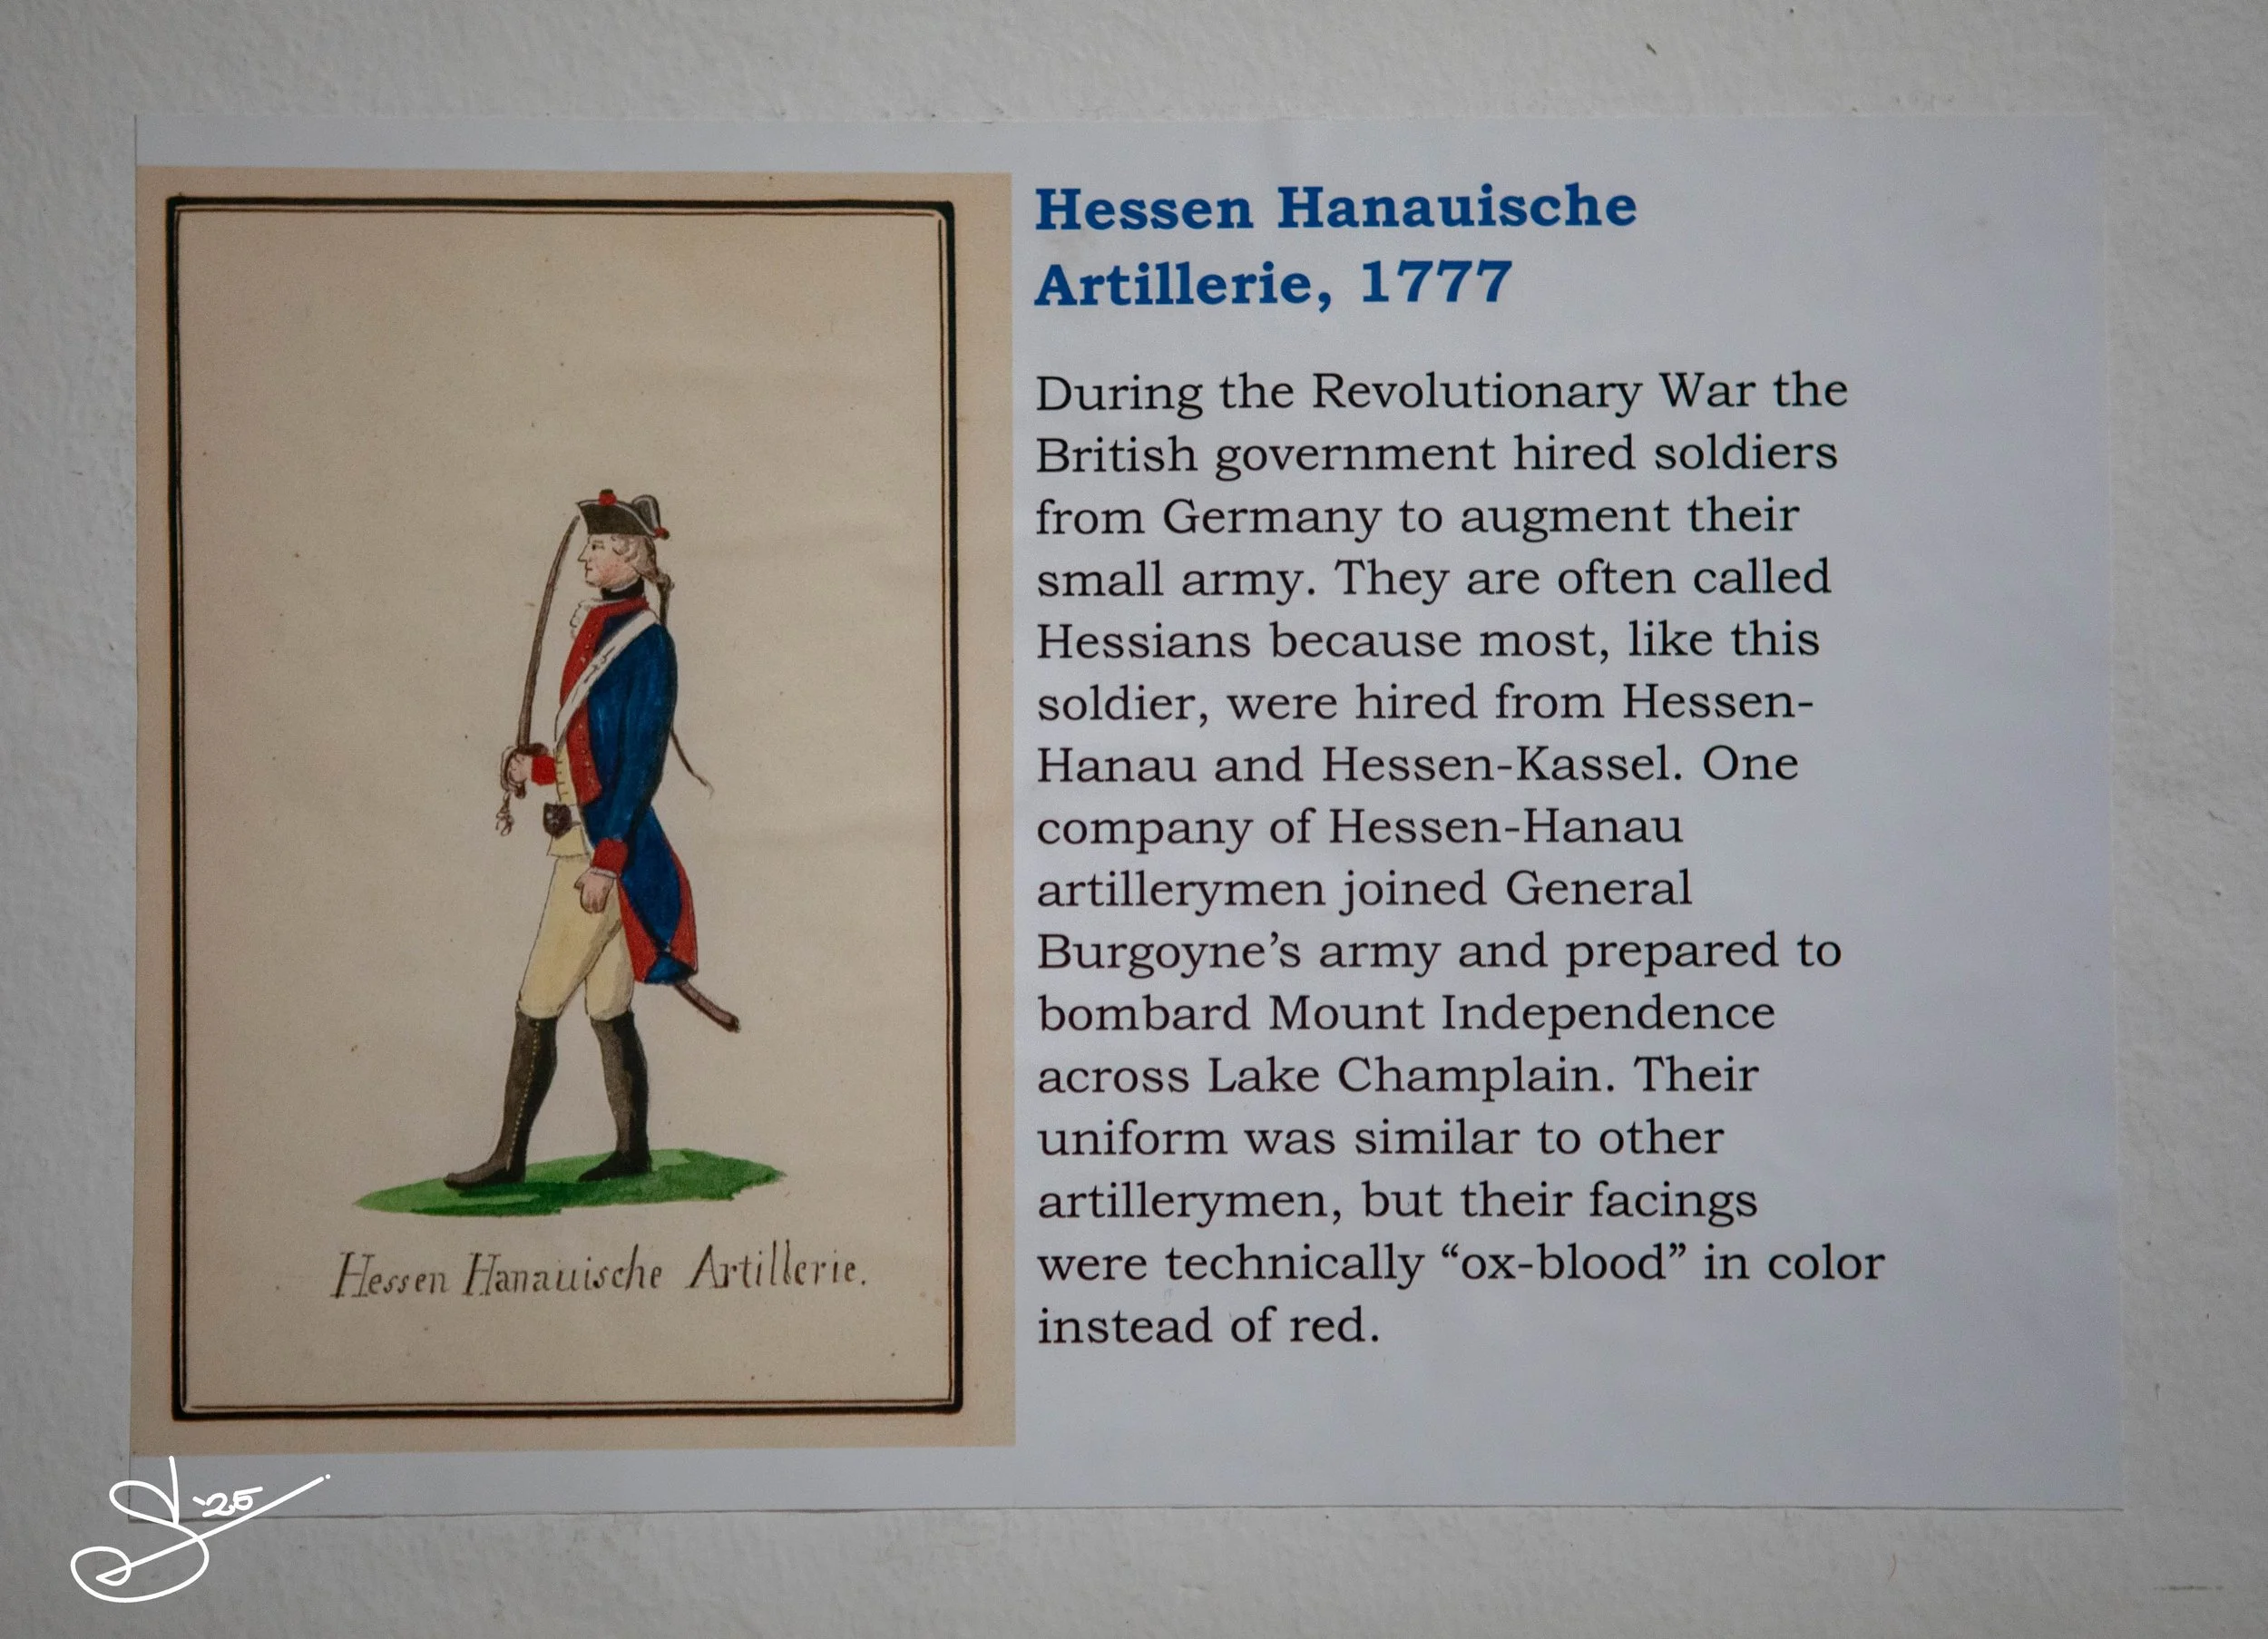 Hessen Hanauische
Artillerie, 1777
During the Revolutionary War the
British government hired soldiers
from Germany to augment their
small army. They are often called
Hessians because most, like this
soldier, were hired from Hessen-
Hanau and Hessen-Kassel. One
company of Hessen-Hanau
artillerymen joined General
Burgoyne’s army and prepared to
bombard Mount Independence
across Lake Champlain. Their
uniform was similar to other
artillerymen, but their facings
were technically “ox-blood” in color
instead of red.
Hessen Hanauische Artillerie.
-25